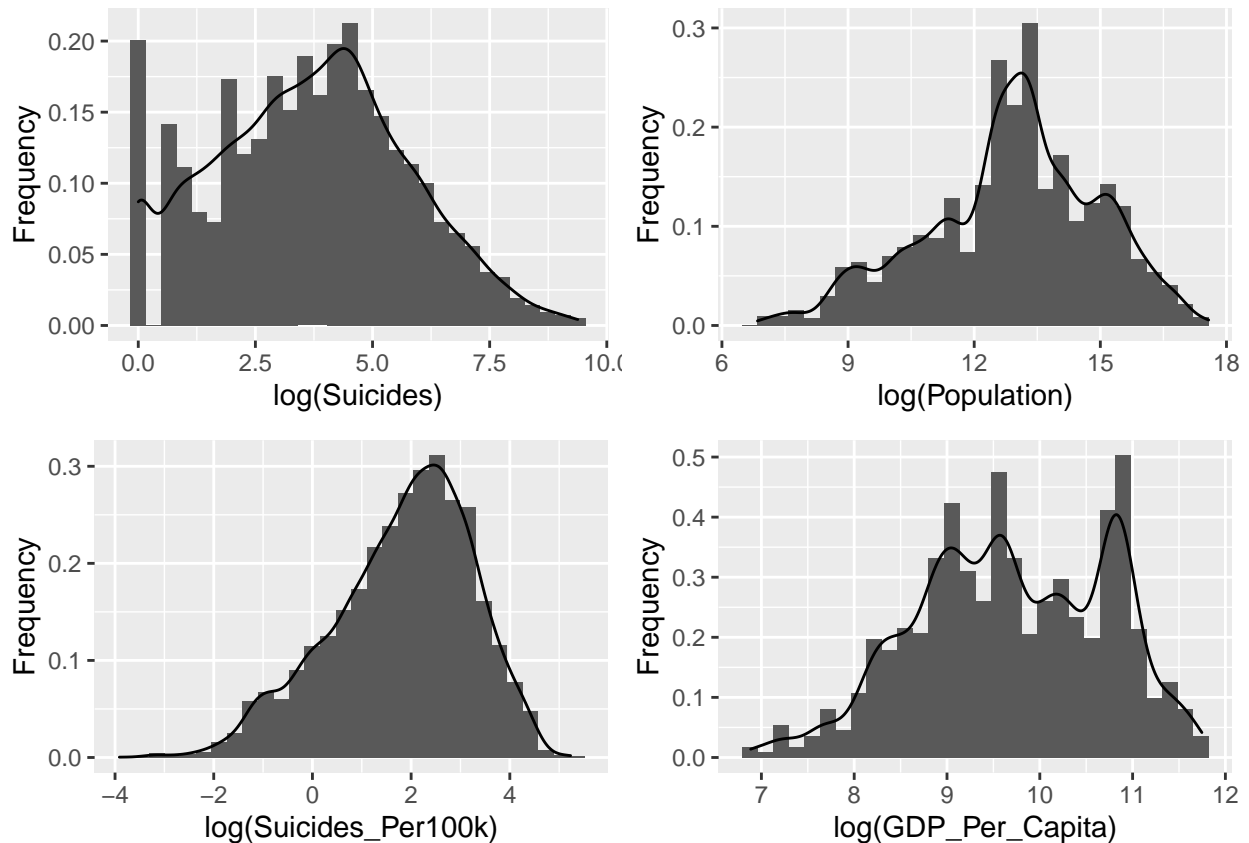 Frequency
0.20
0.15
0.10
0.05
0.00
0.0 2.5 5.0 7.5 10.0
log(Suicides)
Frequency
0.3
0.2
0.1
0.0
6 9 12 15 18
log(Population)
Frequency
0.3
0.2
0.1
0.0
−4 −2 0 2 4
log(Suicides_Per100k)
Frequency
0.5
0.4
0.3
0.2
0.1
0.0
7 8 9 10 11 12
log(GDP_Per_Capita)